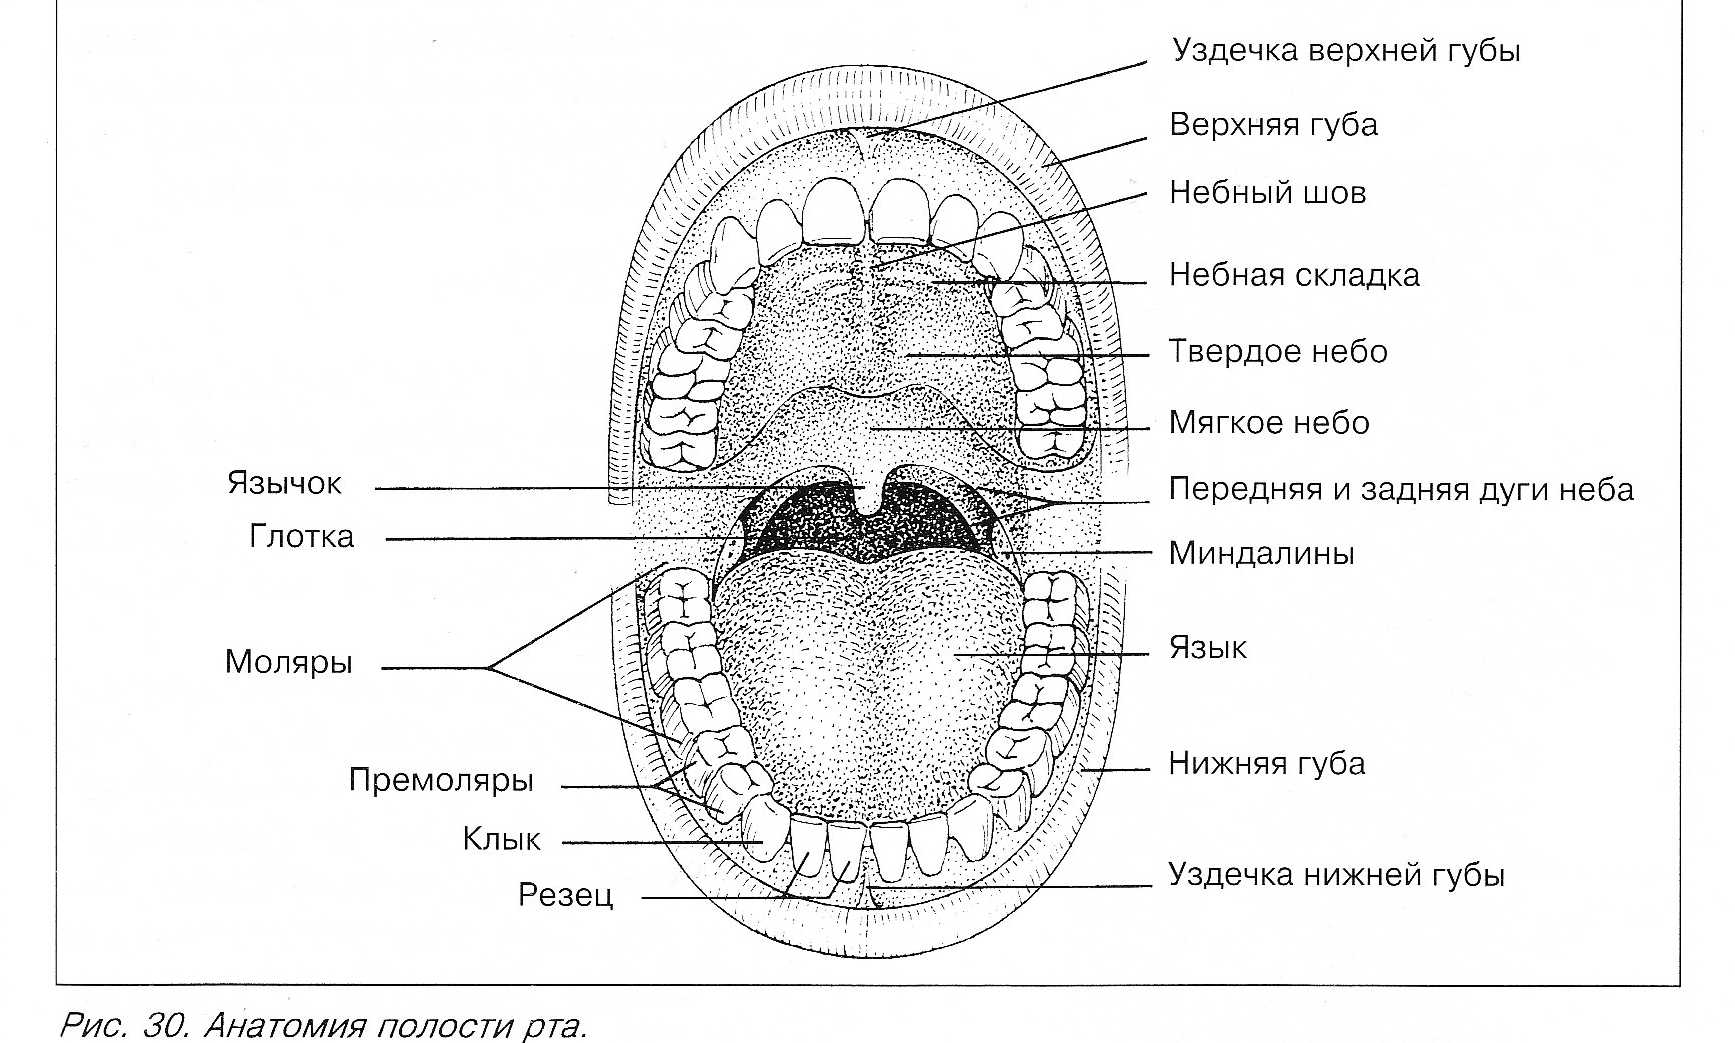 Уздечка верхней губы
Верхняя губа
Небный шов
Небная складка
Твердое небо
Мягкое небо
Язычок
Передняя и задняя дуги неба
Глотка
Миндалины
Моляры
Язык
Премоляры
Нижняя губа
Клык
Резец
Уздечка нижней губы
Рис. 30. Анатомия полости рта.